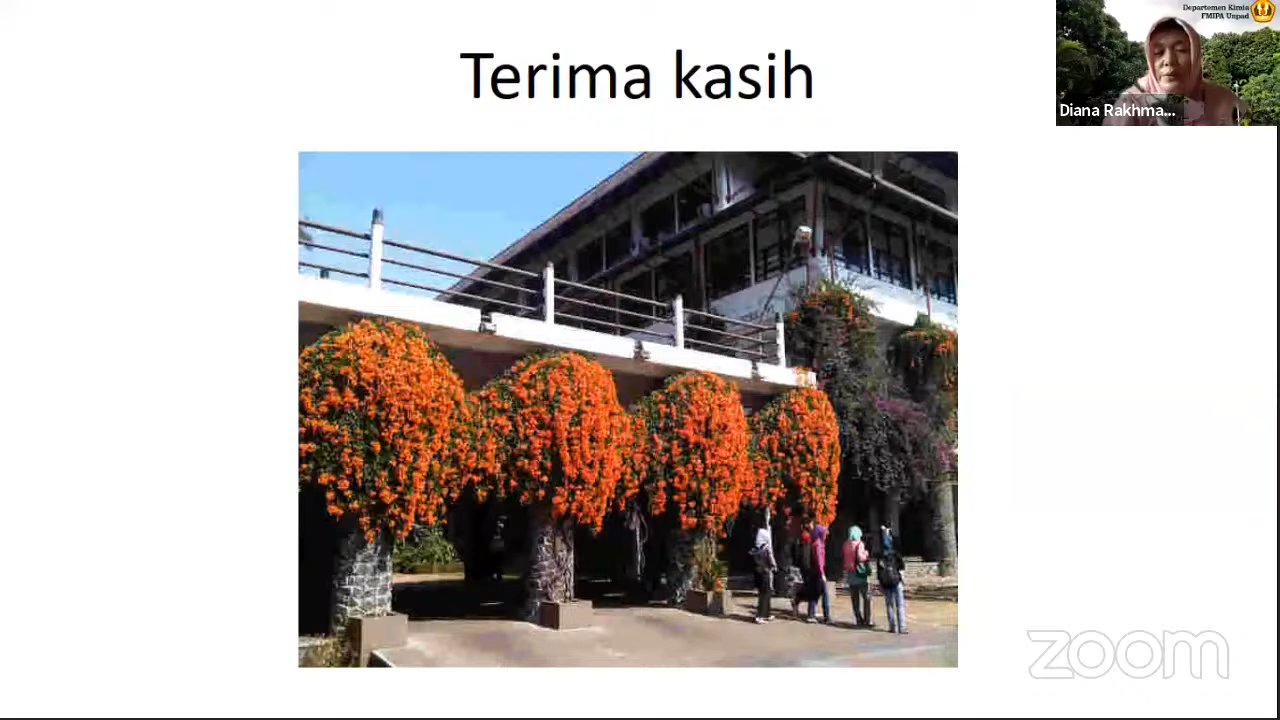 Departemen Kimia
FMIPA Unpad
Terima kasih
Diana Rakhma...
zoom